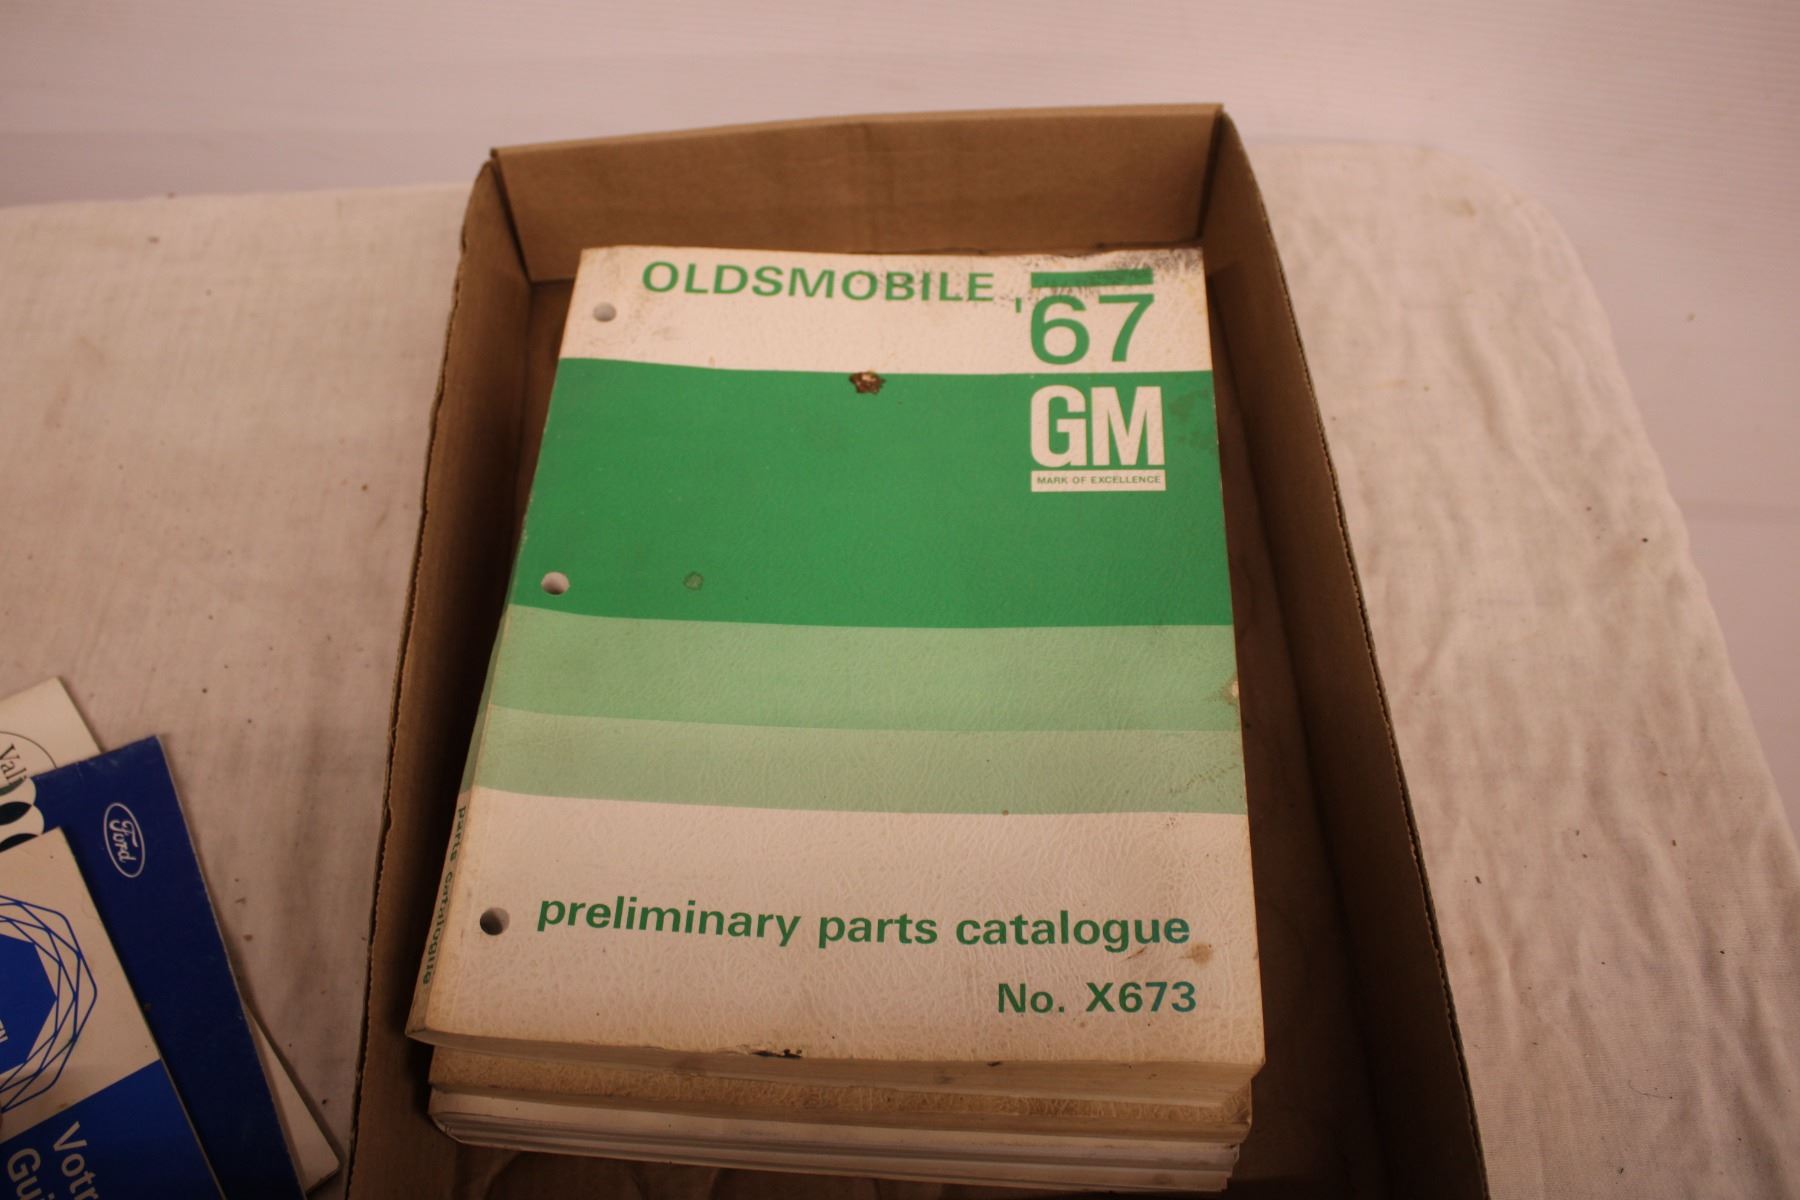 OLDSMOBILE '67
GM
MARK OF EXCELLENCE
preliminary parts catalogue
No. X673
parts catalogue
Ford